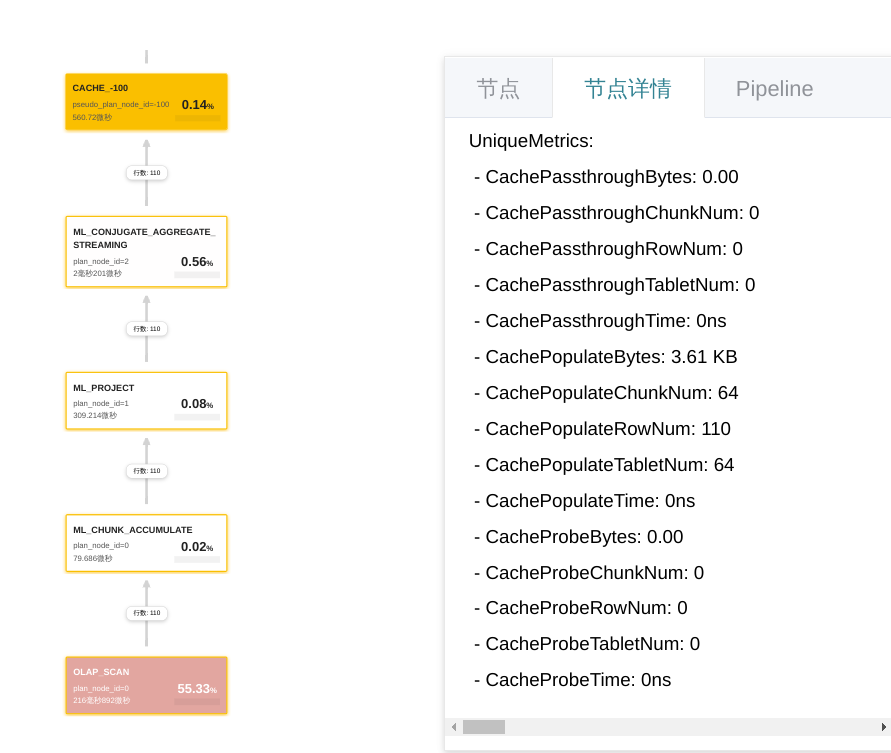 CACHE_-100
pseudo_plan_node_id=-100
0.14%
560.72微秒
行数: 110
ML_CONJUGATE_AGGREGATE_
STREAMING
plan_node_id=2
0.56%
2毫秒201微秒
行数: 110
ML_PROJECT
plan_node_id=1
0.08%
309.214微秒
行数: 110
ML_CHUNK_ACCUMULATE
plan_node_id=0
0.02%
79.686微秒
行数: 110
OLAP_SCAN
plan_node_id=0
55.33%
216毫秒892微秒
节点 节点详情 Pipeline
UniqueMetrics:
- CachePassthroughBytes: 0.00
- CachePassthroughChunkNum: 0
- CachePassthroughRowNum: 0
- CachePassthroughTabletNum: 0
- CachePassthroughTime: 0ns
- CachePopulateBytes: 3.61 KB
- CachePopulateChunkNum: 64
- CachePopulateRowNum: 110
- CachePopulateTabletNum: 64
- CachePopulateTime: 0ns
- CacheProbeBytes: 0.00
- CacheProbeChunkNum: 0
- CacheProbeRowNum: 0
- CacheProbeTabletNum: 0
- CacheProbeTime: 0ns